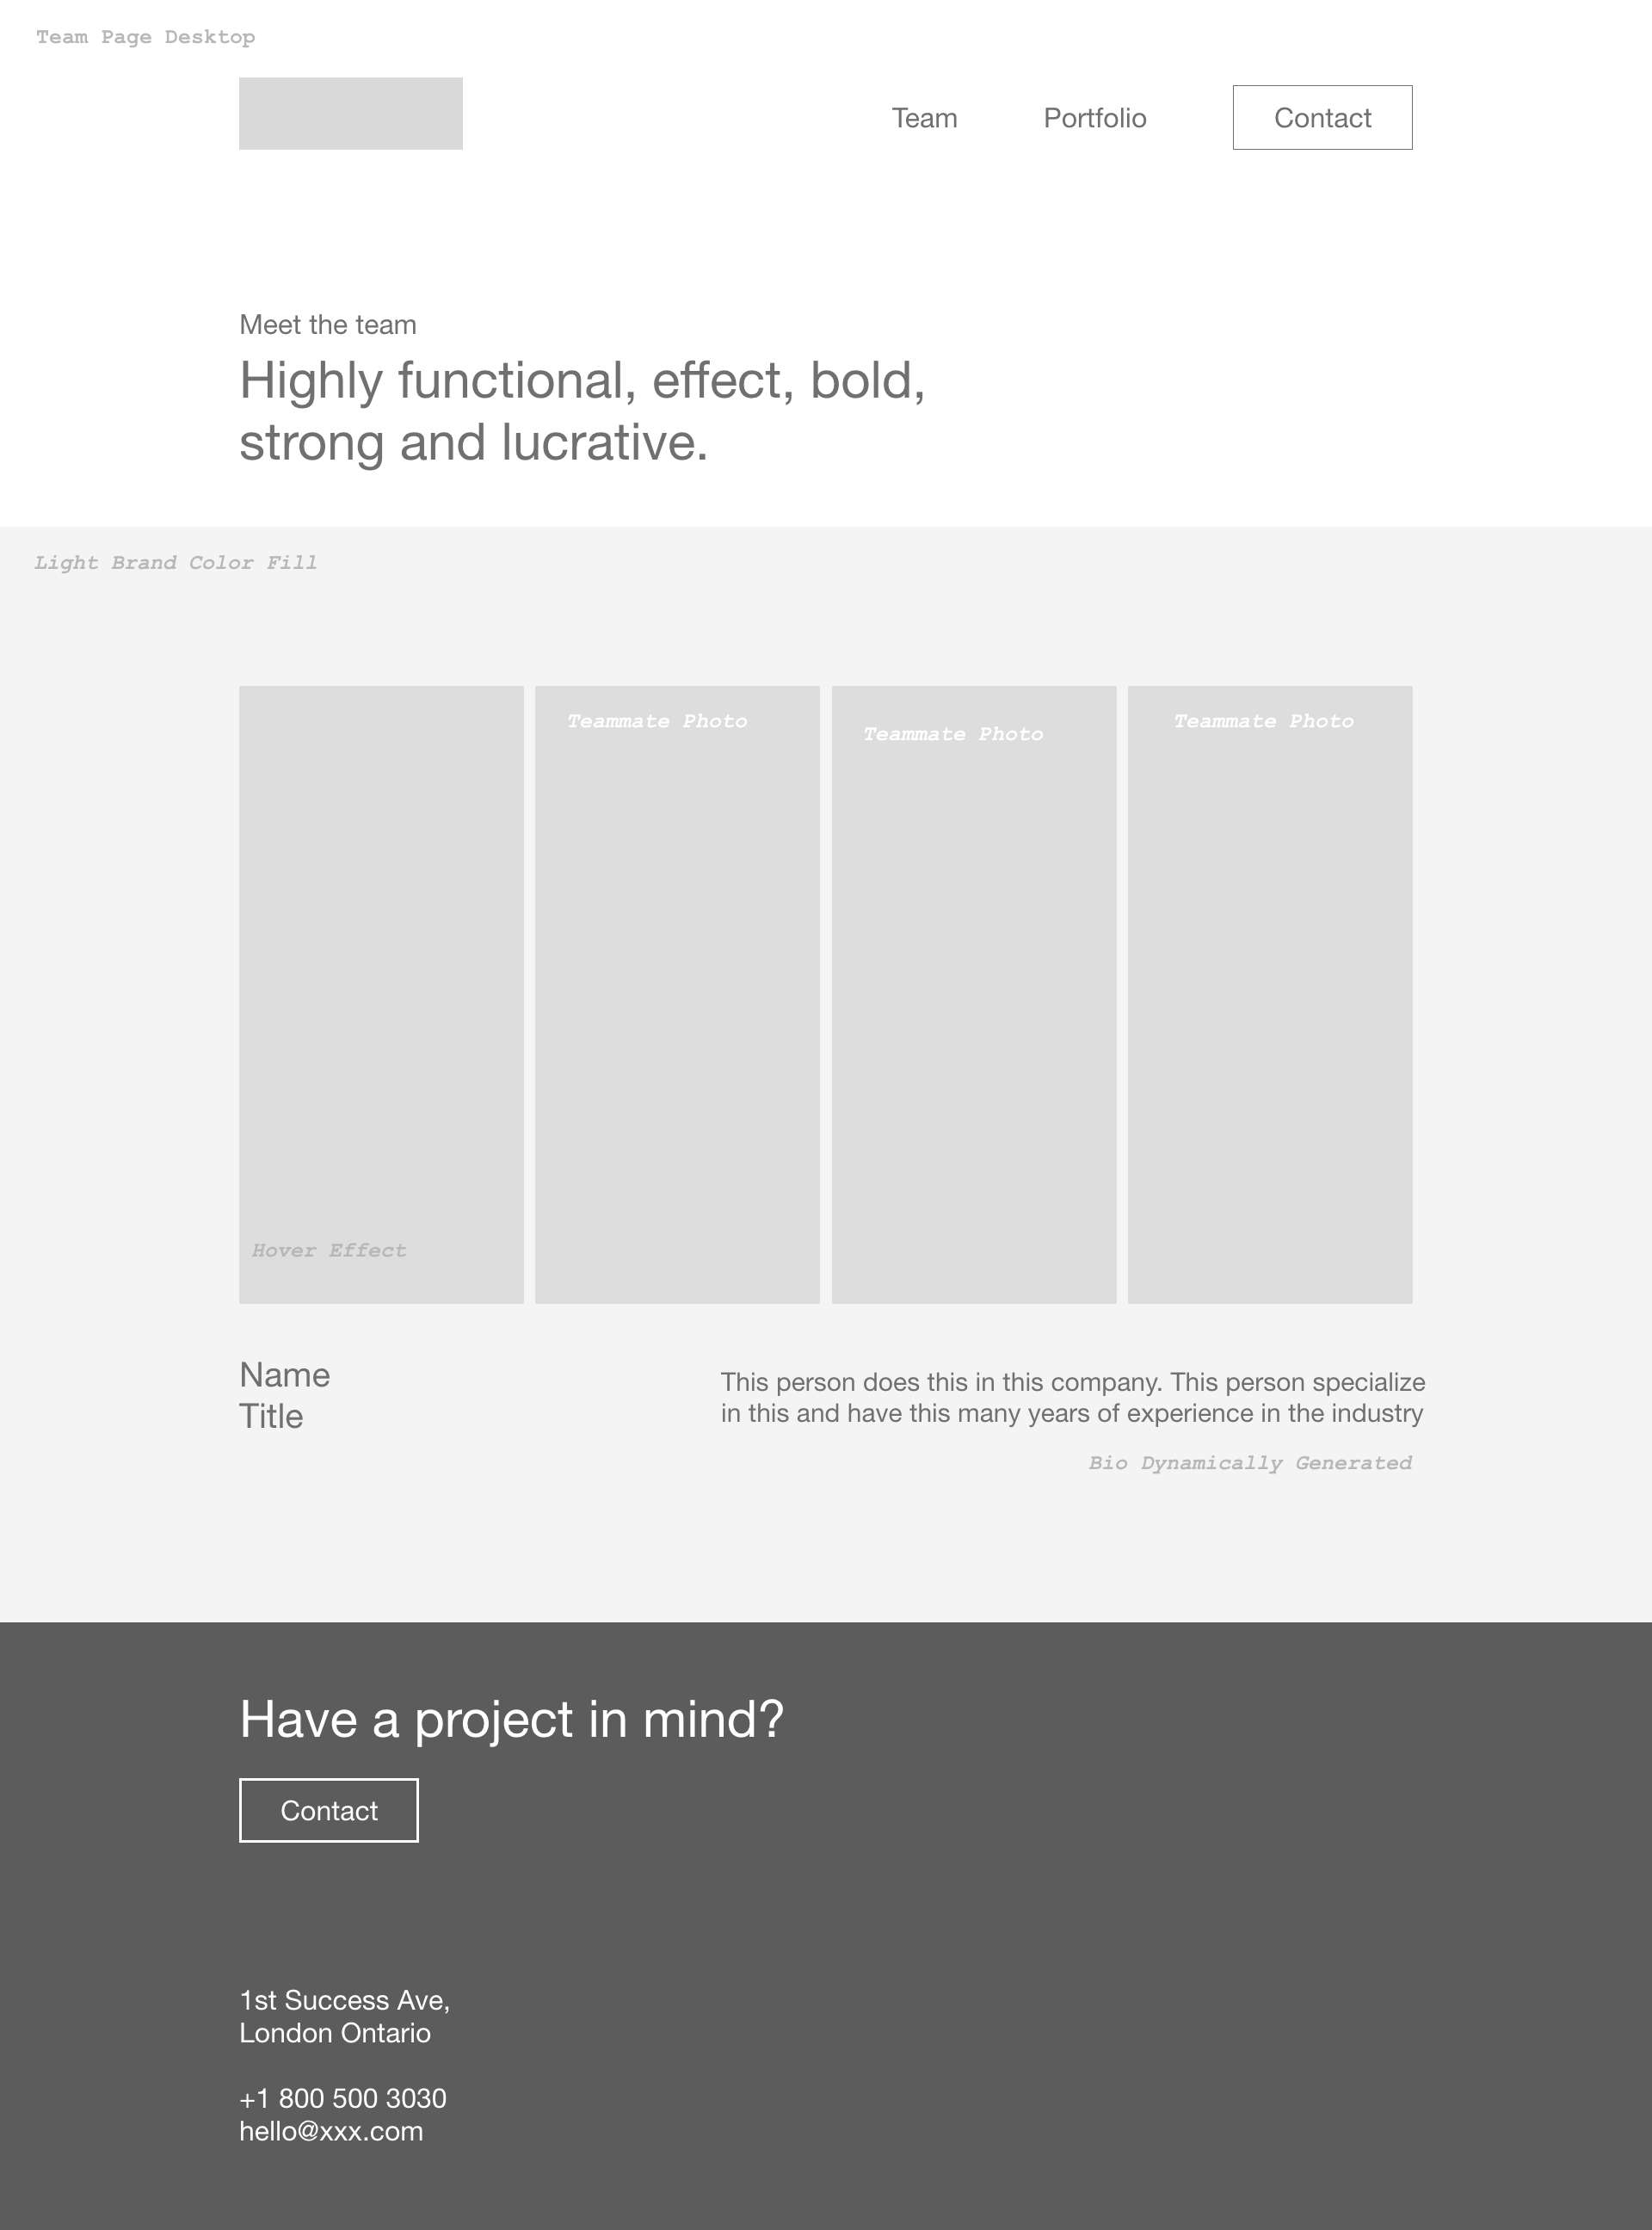 Team Page Desktop
Team Portfolio Contact
Meet the team
Highly functional, effect, bold,
strong and lucrative.
Light Brand Color Fill
Teammate Photo
Teammate Photo
Teammate Photo
Hover Effect
Name
Title
This person does this in this company. This person specialize
in this and have this many years of experience in the industry
Bio Dynamically Generated
Have a project in mind?
Contact
1st Success Ave,
London Ontario
+1 800 500 3030
hello@xxx.com